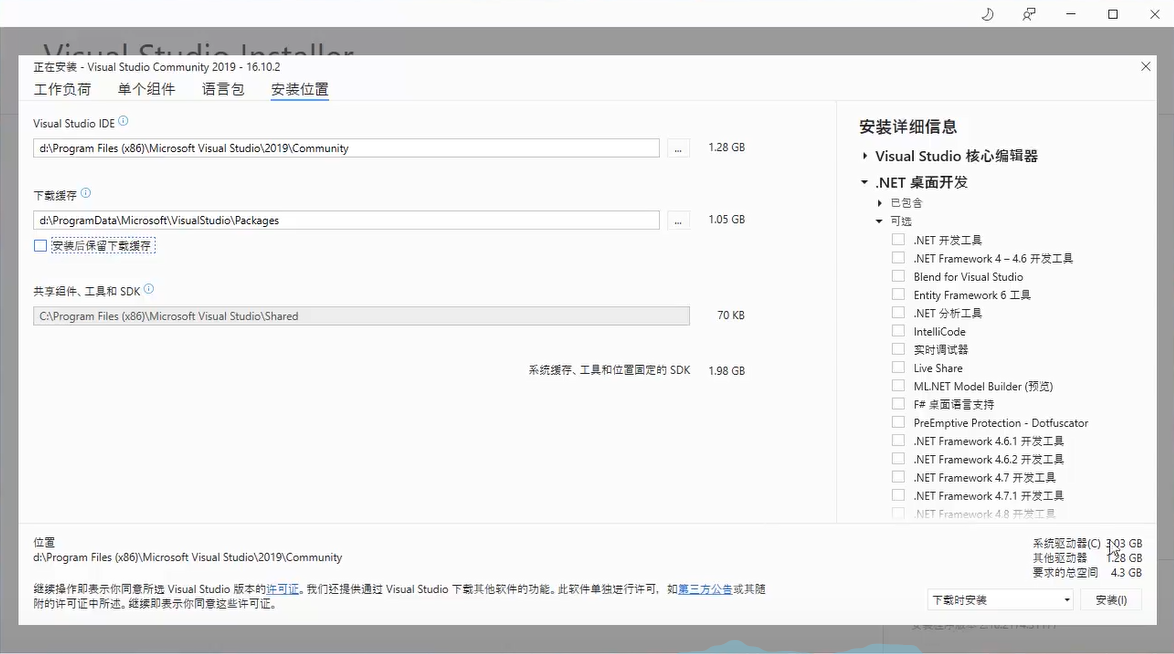 Visual Studio Installer
正在安装 - Visual Studio Community 2019 - 16.10.2
工作负荷 单个组件 语言包 安装位置
Visual Studio IDE
d:\Program Files (x86)\Microsoft Visual Studio\2019\Community ... 1.28 GB
下载缓存
d:\ProgramData\Microsoft\VisualStudio\Packages ... 1.05 GB
安装后保留下载缓存
共享组件、工具和 SDK
C:\Program Files (x86)\Microsoft Visual Studio\Shared 70 KB
系统缓存、工具和位置固定的 SDK 1.98 GB
安装详细信息
Visual Studio 核心编辑器
.NET 桌面开发
已包含
可选
.NET 开发工具
.NET Framework 4 – 4.6 开发工具
Blend for Visual Studio
Entity Framework 6 工具
.NET 分析工具
IntelliCode
实时调试器
Live Share
ML.NET Model Builder (预览)
F# 桌面语言支持
PreEmptive Protection - Dotfuscator
.NET Framework 4.6.1 开发工具
.NET Framework 4.6.2 开发工具
.NET Framework 4.7 开发工具
.NET Framework 4.7.1 开发工具
.NET Framework 4.8 开发工具
位置
d:\Program Files (x86)\Microsoft Visual Studio\2019\Community
继续操作即表示你同意所选 Visual Studio 版本的许可证。我们还提供通过 Visual Studio 下载其他软件的功能。此软件单独进行许可，如第三方公告或其随
附的许可证中所述。继续即表示你同意这些许可证。
系统驱动器(C) 3.03 GB
其他驱动器 1.28 GB
要求的总空间 4.3 GB
下载时安装 安装(I)